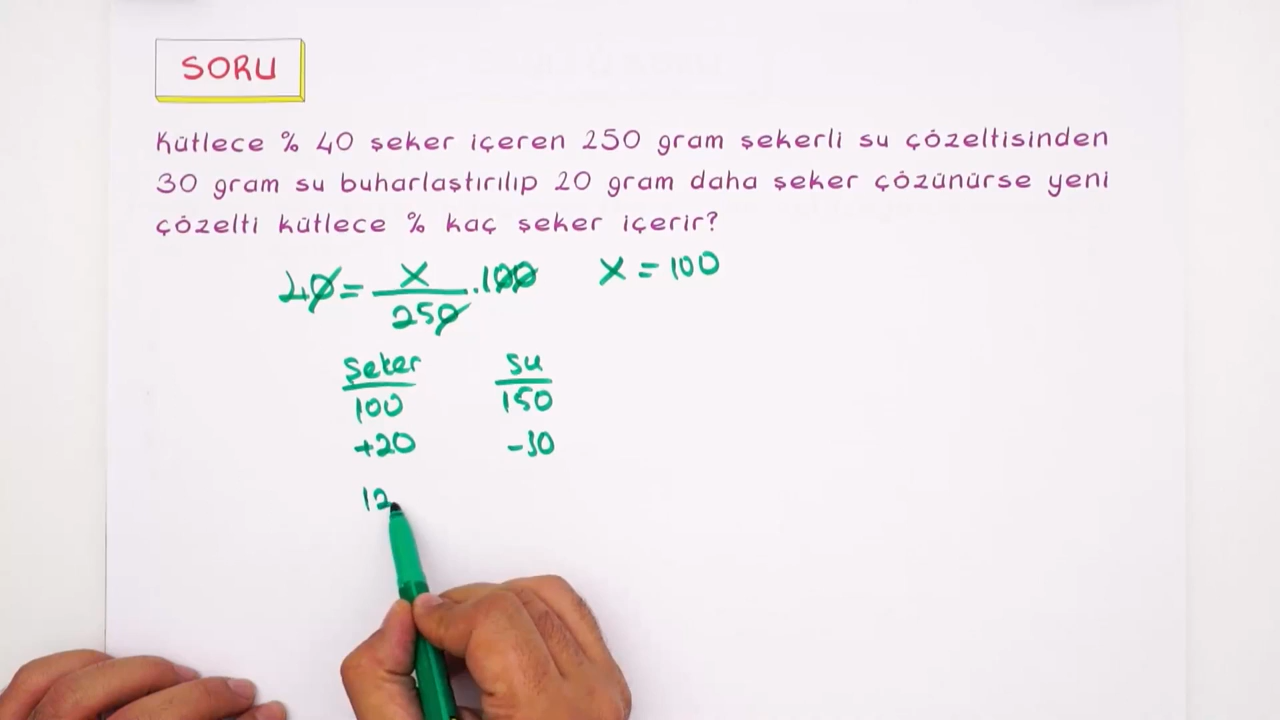 SORU
Kütlece % 40 şeker içeren 250 gram şekerli su çözeltisinden
30 gram su buharlaştırılıp 20 gram daha şeker çözünürse yeni
çözelti kütlece % kaç şeker içerir?
40 = x / 250 . 100 x = 100
Şeker su
100 150
+20 -30
12